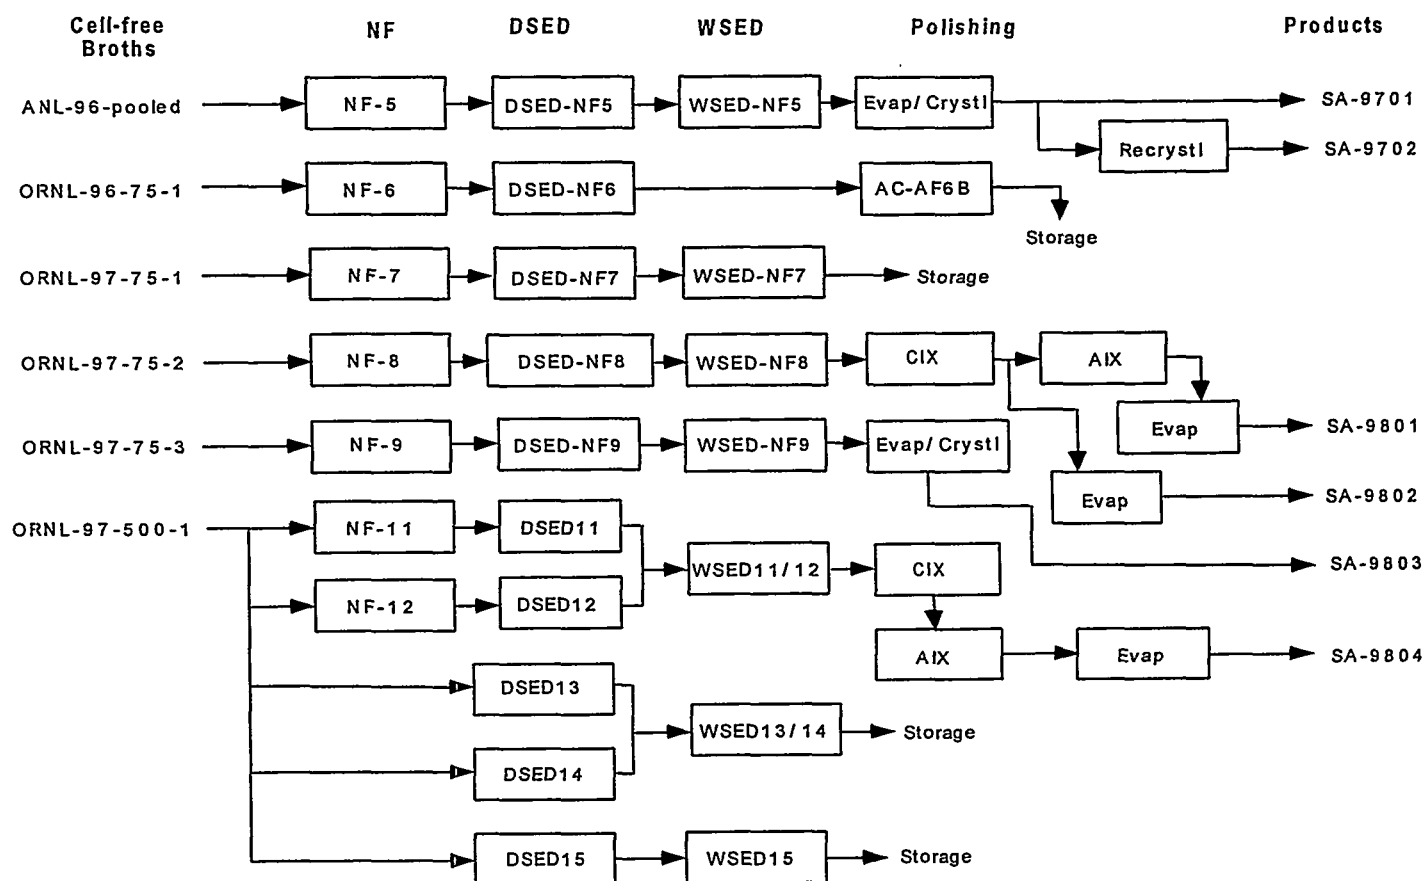 Cell-free Broths
NF
DSED
WSED
Polishing
Products
ANL-96-pooled
NF-5
DSED-NF5
WSED-NF5
Evap/Crystl
SA-9701
Recrystl
SA-9702
ORNL-96-75-1
NF-6
DSED-NF6
AC-AF6B
Storage
ORNL-97-75-1
NF-7
DSED-NF7
WSED-NF7
Storage
ORNL-97-75-2
NF-8
DSED-NF8
WSED-NF8
CIX
AIX
Evap
SA-9801
ORNL-97-75-3
NF-9
DSED-NF9
WSED-NF9
Evap/Crystl
Evap
SA-9802
ORNL-97-500-1
NF-11
DSED11
WSED11/12
CIX
SA-9803
NF-12
DSED12
AIX
Evap
SA-9804
DSED13
WSED13/14
Storage
DSED14
DSED15
WSED15
Storage